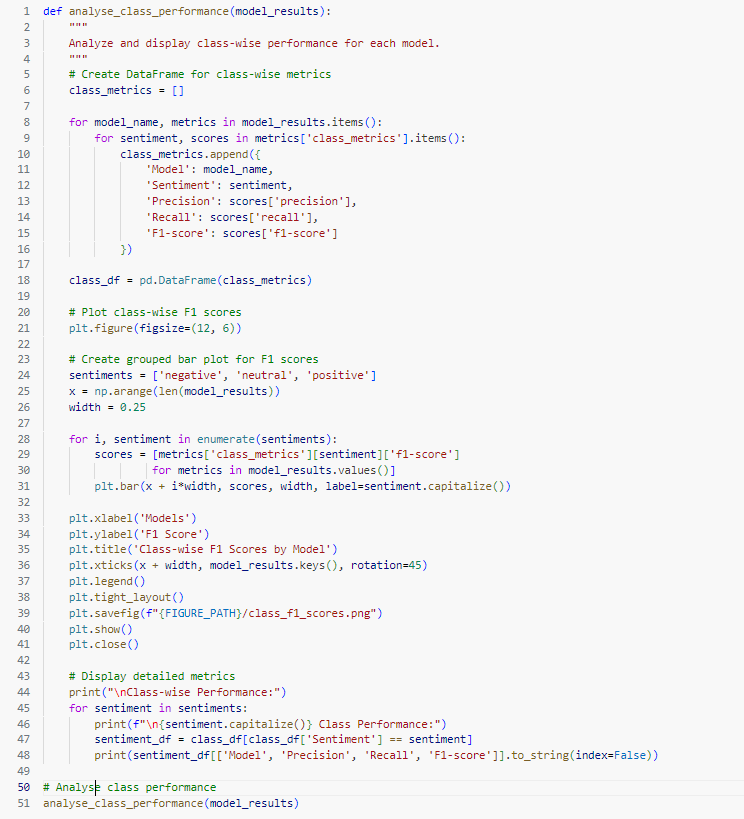 1 def analyse_class_performance(model_results):
2     """
3     Analyze and display class-wise performance for each model.
4     """
5     # Create DataFrame for class-wise metrics
6     class_metrics = []
7
8     for model_name, metrics in model_results.items():
9         for sentiment, scores in metrics['class_metrics'].items():
10             class_metrics.append({
11                 'Model': model_name,
12                 'Sentiment': sentiment,
13                 'Precision': scores['precision'],
14                 'Recall': scores['recall'],
15                 'F1-score': scores['f1-score']
16             })
17
18     class_df = pd.DataFrame(class_metrics)
19
20     # Plot class-wise F1 scores
21     plt.figure(figsize=(12, 6))
22
23     # Create grouped bar plot for F1 scores
24     sentiments = ['negative', 'neutral', 'positive']
25     x = np.arange(len(model_results))
26     width = 0.25
27
28     for i, sentiment in enumerate(sentiments):
29         scores = [metrics['class_metrics'][sentiment]['f1-score']
30                  for metrics in model_results.values()]
31         plt.bar(x + i*width, scores, width, label=sentiment.capitalize())
32
33     plt.xlabel('Models')
34     plt.ylabel('F1 Score')
35     plt.title('Class-wise F1 Scores by Model')
36     plt.xticks(x + width, model_results.keys(), rotation=45)
37     plt.legend()
38     plt.tight_layout()
39     plt.savefig(f"{FIGURE_PATH}/class_f1_scores.png")
40     plt.show()
41     plt.close()
42
43     # Display detailed metrics
44     print("\nClass-wise Performance:")
45     for sentiment in sentiments:
46         print(f"\n{sentiment.capitalize()} Class Performance:")
47         sentiment_df = class_df[class_df['Sentiment'] == sentiment]
48         print(sentiment_df[['Model', 'Precision', 'Recall', 'F1-score']].to_string(index=False))
49
50 # Analyse class performance
51 analyse_class_performance(model_results)